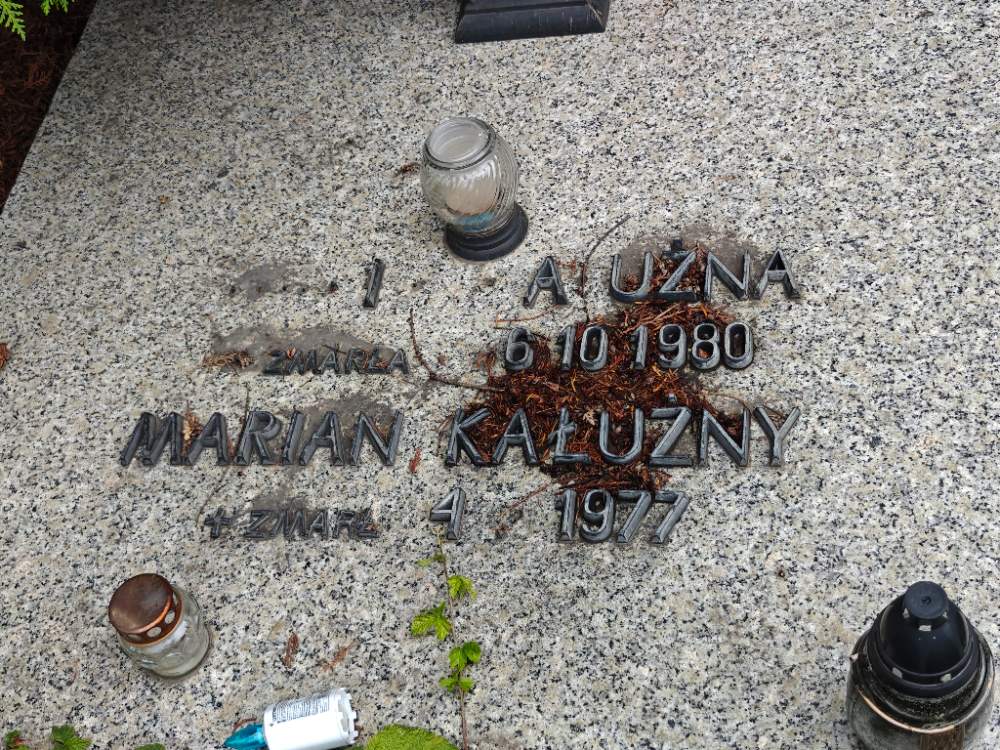 I A UŻNA
ZMARŁA 6 10 1980
MARIAN KAŁUŻNY
+ ZMARŁ 4 1977